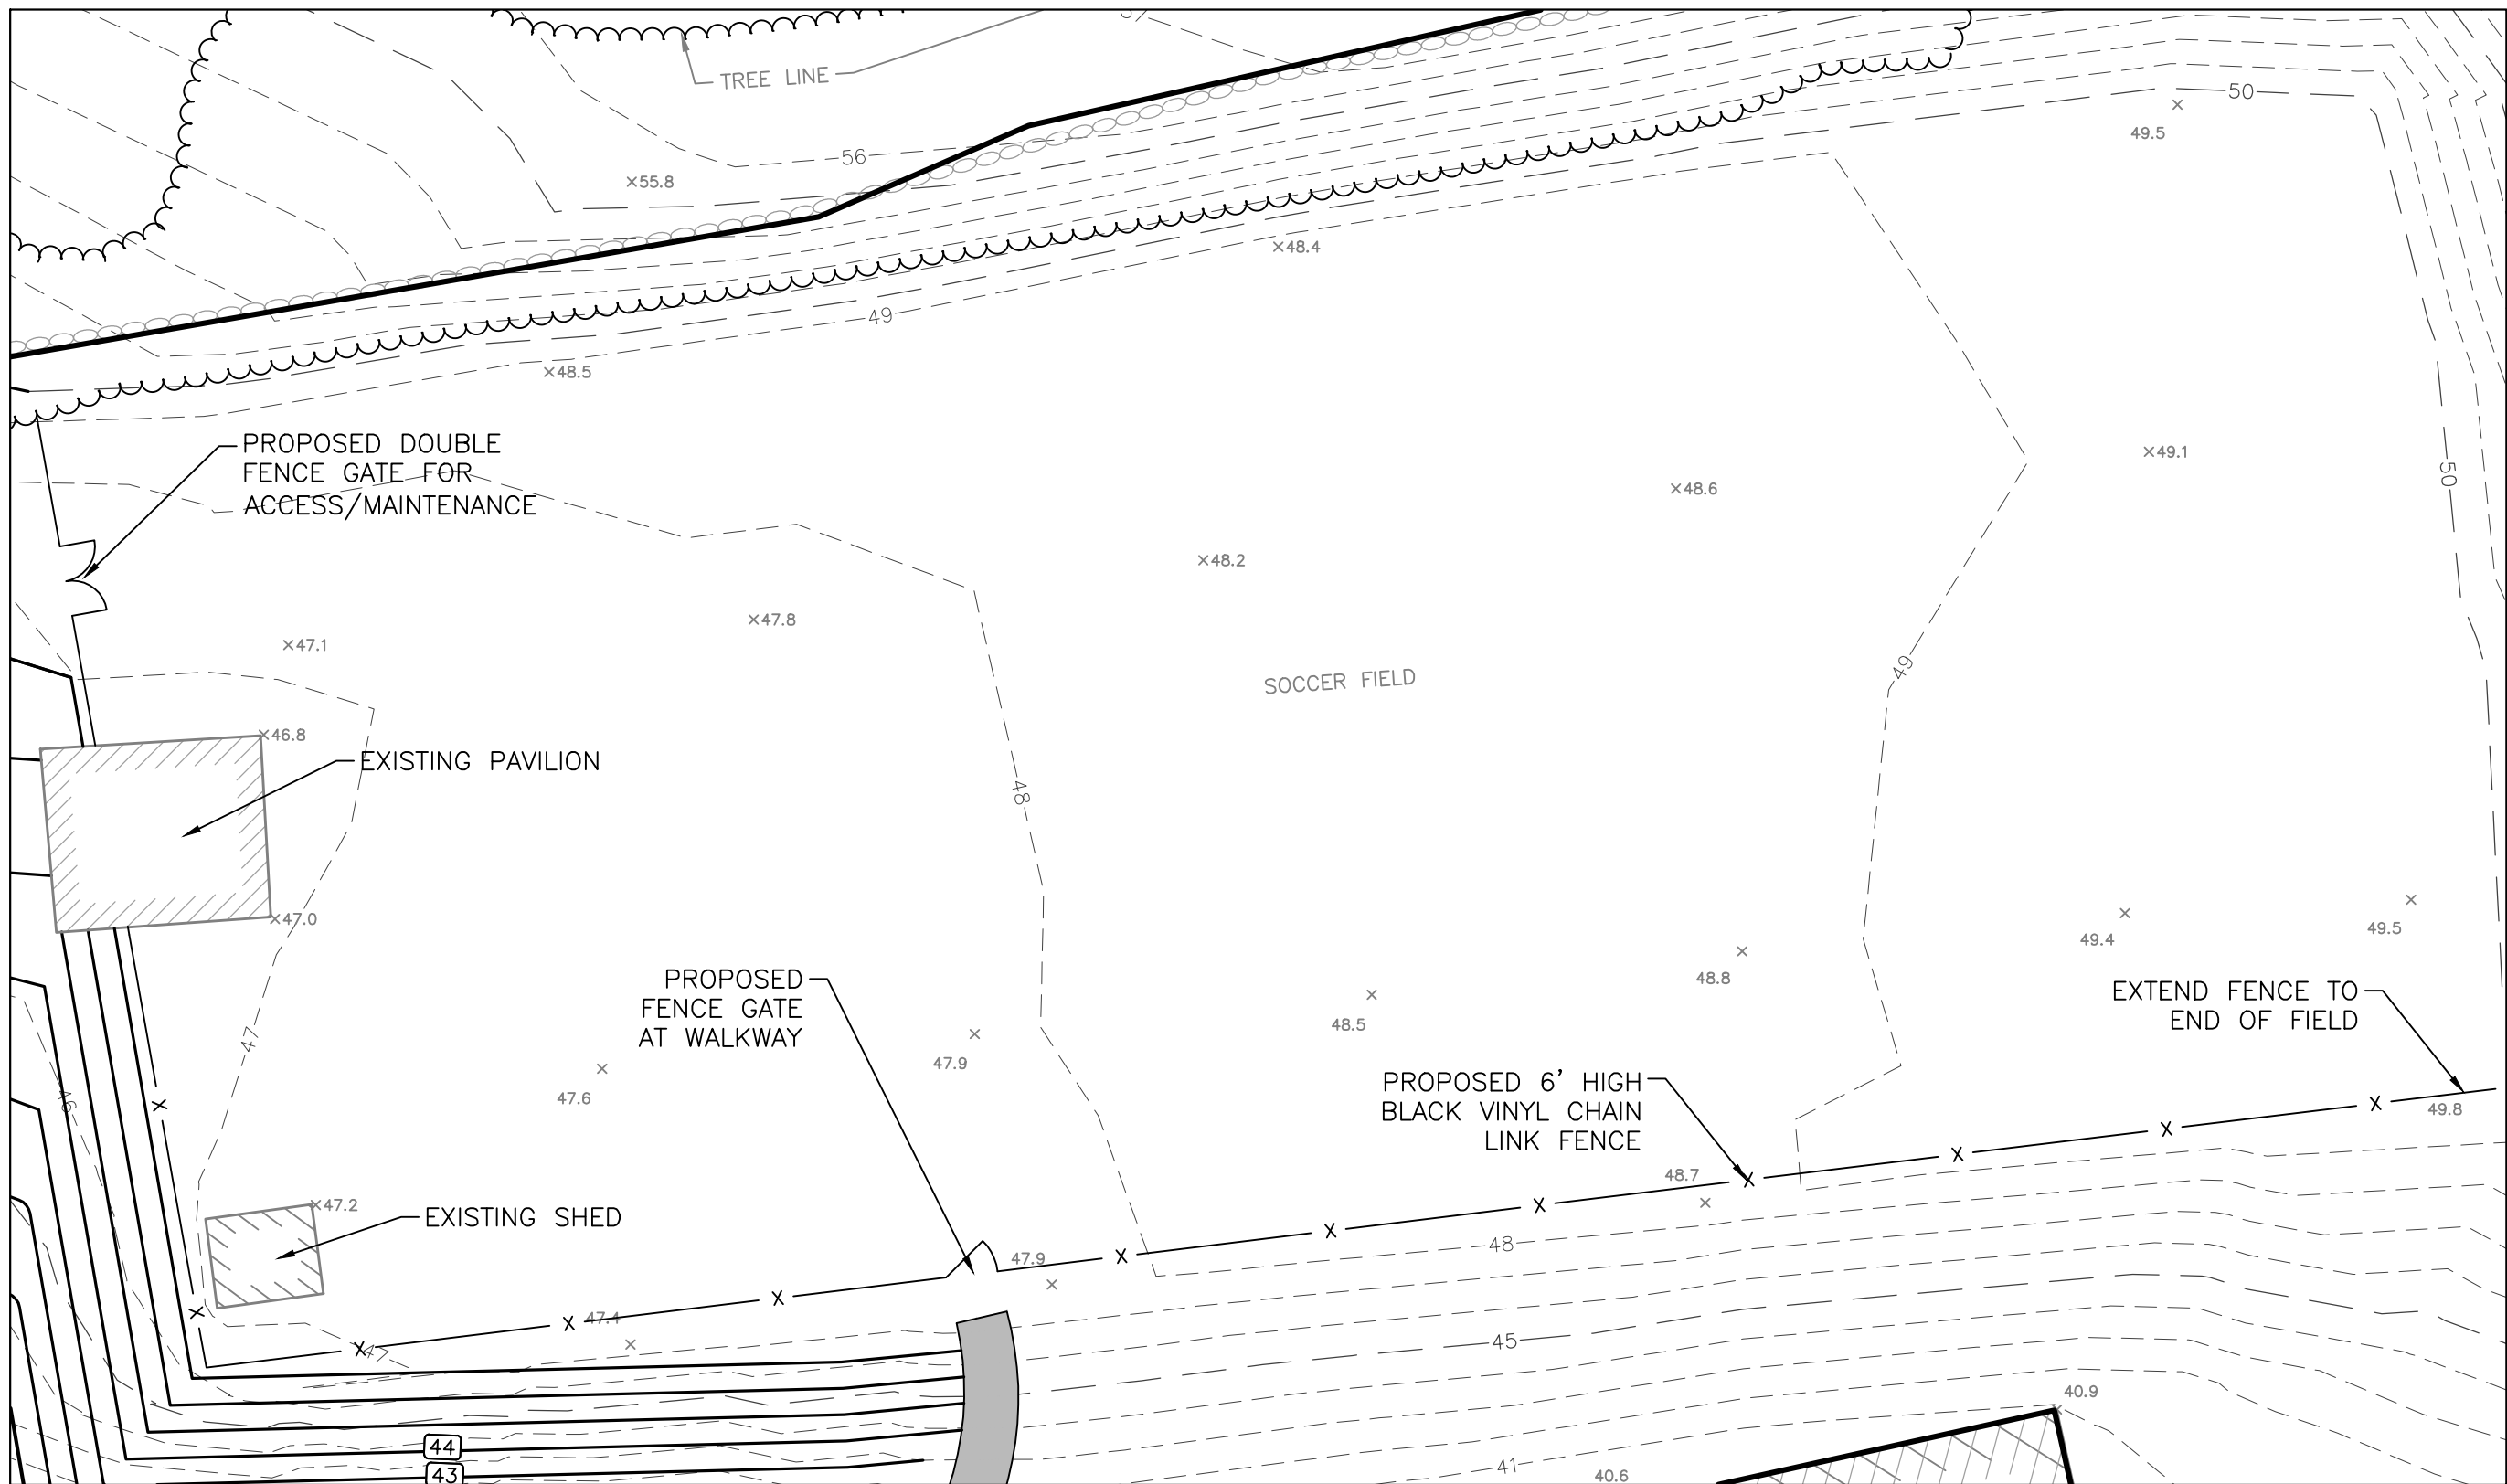 57
TREE LINE
50
49.5
56
×55.8
×48.4
49
×48.5
PROPOSED DOUBLE
FENCE GATE FOR
ACCESS/MAINTENANCE
×49.1
50
×48.6
×48.2
×47.8
×47.1
49
SOCCER FIELD
×46.8
EXISTING PAVILION
48
×47.0
49.5
49.4
48.8
PROPOSED
FENCE GATE
AT WALKWAY
EXTEND FENCE TO
END OF FIELD
48.5
47
47.9
PROPOSED 6' HIGH
BLACK VINYL CHAIN
LINK FENCE
47.6
46
49.8
48.7
×47.2
EXISTING SHED
48
47.9
47.4
47
45
40.9
44
43
41
40.6